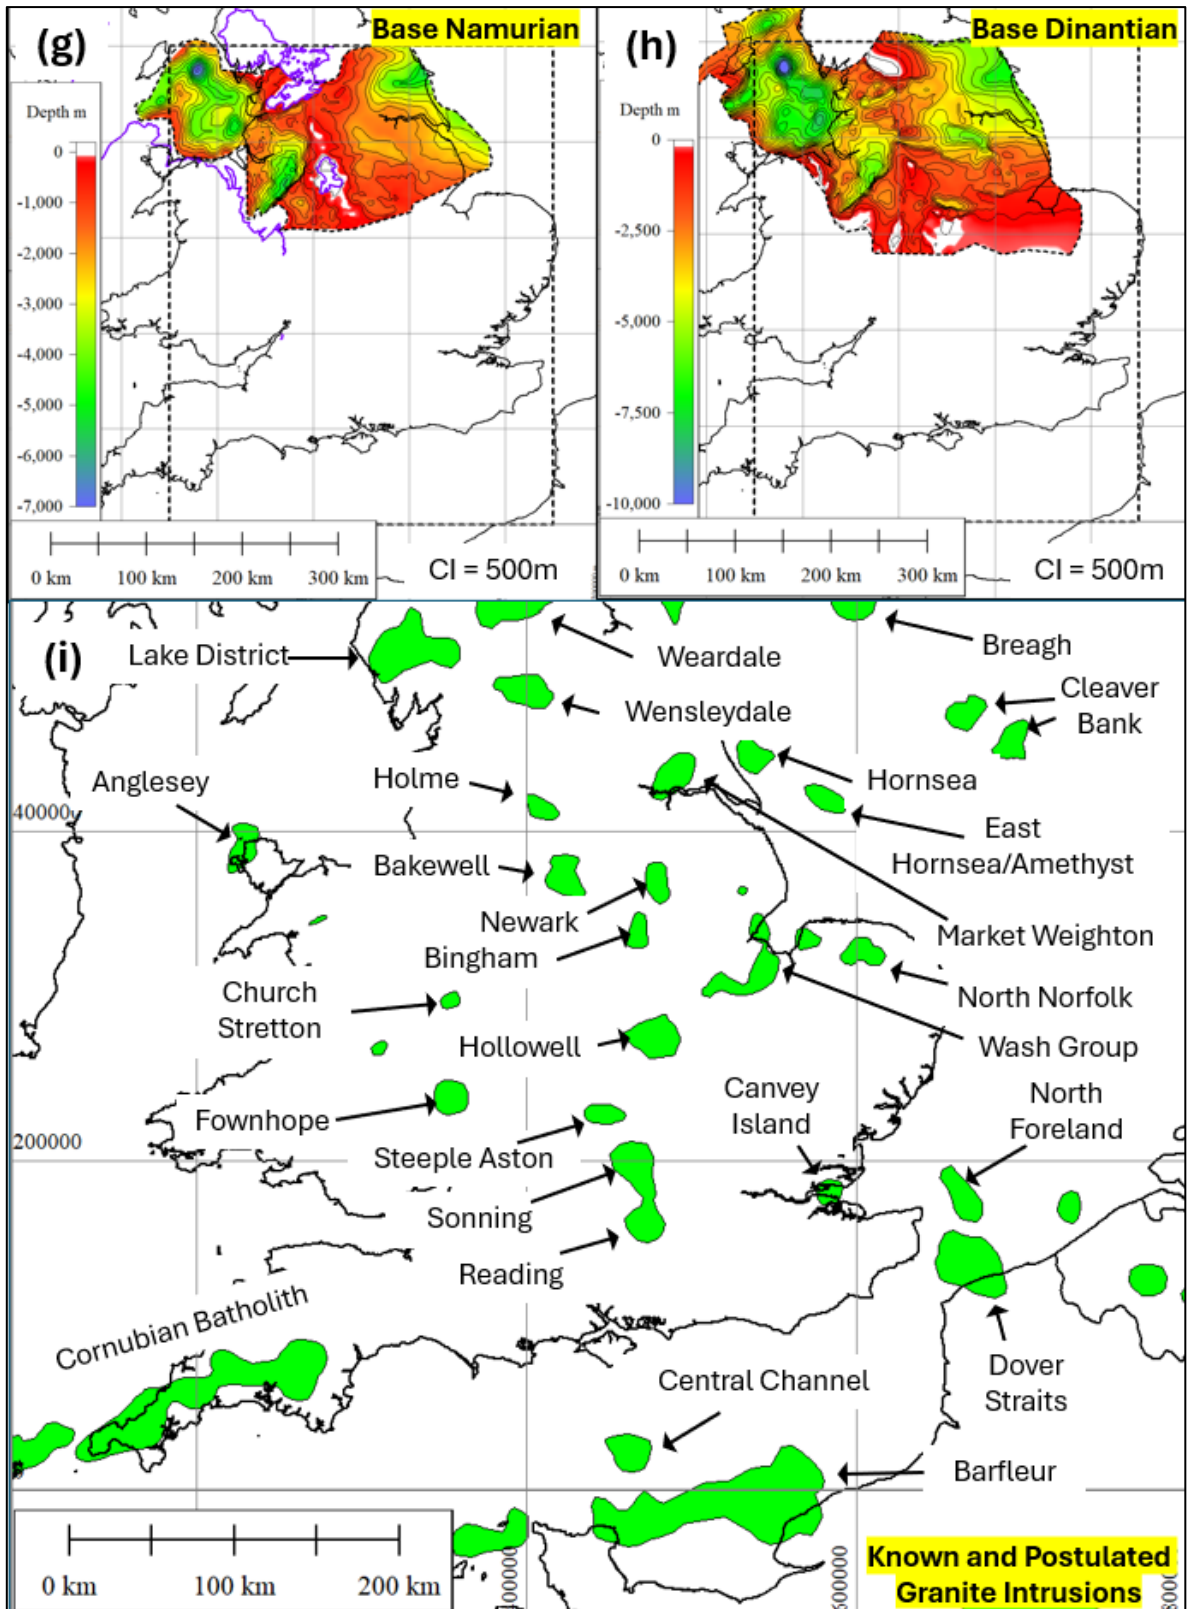 (g)
Base Namurian
Depth m
0
-1,000
-2,000
-3,000
-4,000
-5,000
-6,000
-7,000
0 km 100 km 200 km 300 km
CI = 500m
(h)
Base Dinantian
Depth m
0
-2,500
-5,000
-7,500
-10,000
0 km 100 km 200 km 300 km
CI = 500m
(i)
Lake District
Weardale
Breagh
Wensleydale
Cleaver
Bank
Anglesey
Holme
Hornsea
40000
East
Hornsea/Amethyst
Bakewell
Newark
Bingham
Market Weighton
Church
Stretton
North Norfolk
Hollowell
Wash Group
Canvey
Island
North
Foreland
Fownhope
200000
Steeple Aston
Sonning
Reading
Cornubian Batholith
Central Channel
Dover
Straits
Barfleur
0 km 100 km 200 km
Known and Postulated
Granite Intrusions